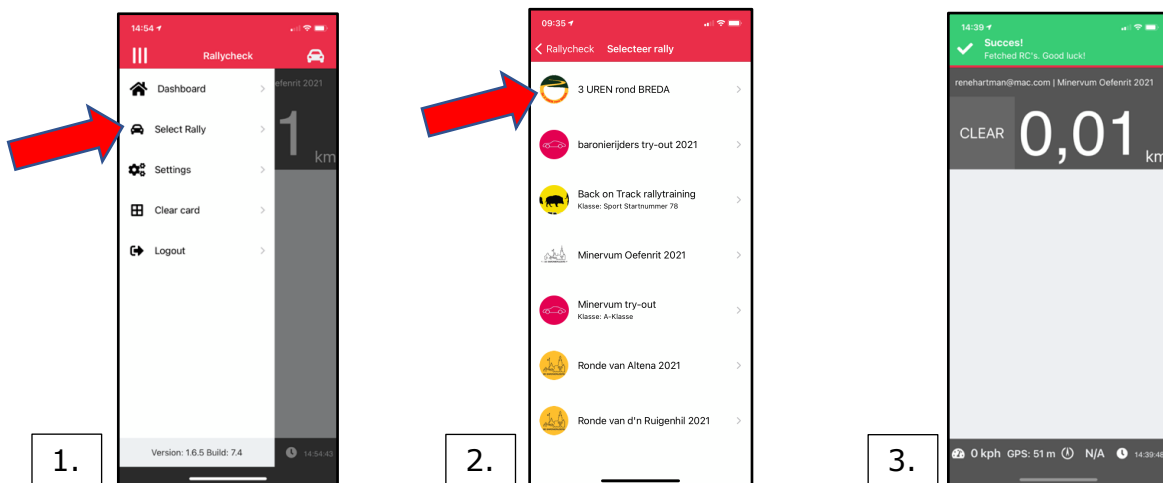 14:54
Rallycheck
Dashboard
efenrit 2021
Select Rally
1
km
Settings
Clear card
Logout
Version: 1.6.5 Build: 7.4
14:54:43
1.
09:35
Rallycheck
Selecteer rally
3 UREN rond BREDA
baronierijders try-out 2021
Back on Track rallytraining
Klasse: Sport Startnummer 78
Minervum Oefenrit 2021
Minervum try-out
Klasse: A-Klasse
Ronde van Altena 2021
Ronde van d'n Ruigenhil 2021
2.
14:39
Succes!
Fetched RC's. Good luck!
renehartman@mac.com | Minervum Oefenrit 2021
CLEAR
0,01
km
0 kph GPS: 51 m N/A 14:39:48
3.